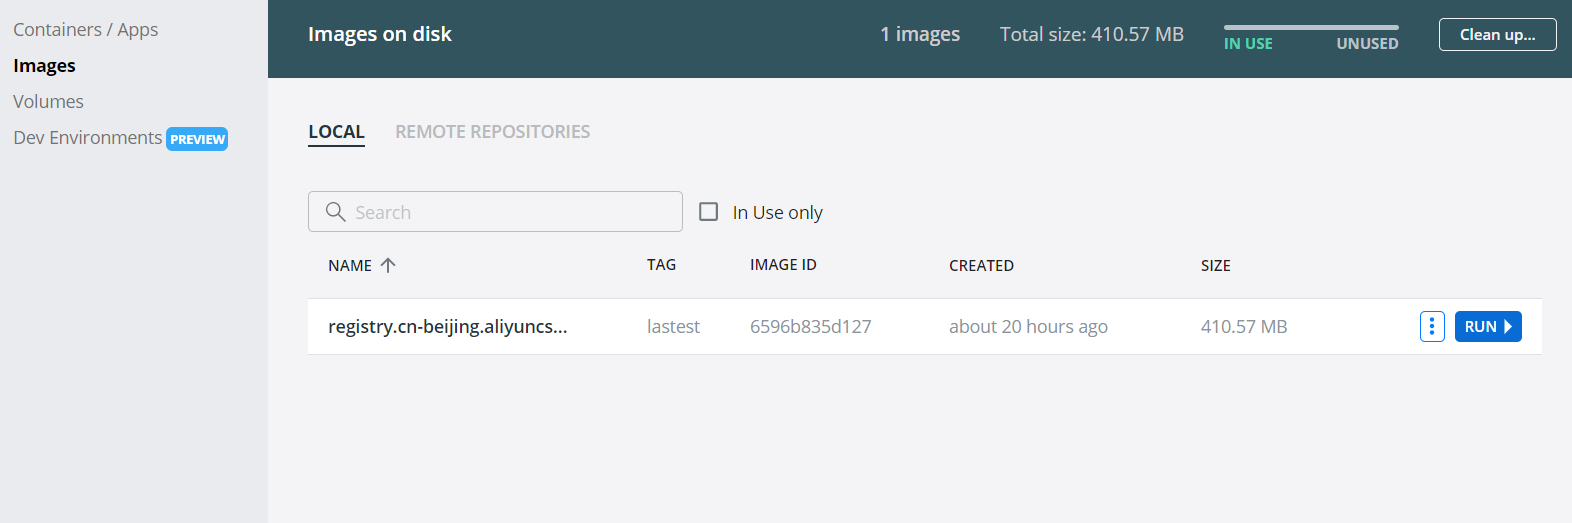 Containers / Apps
Images
Volumes
Dev Environments PREVIEW
Images on disk
1 images
Total size: 410.57 MB
IN USE
UNUSED
Clean up...
LOCAL
REMOTE REPOSITORIES
Search
In Use only
NAME TAG IMAGE ID CREATED SIZE
registry.cn-beijing.aliyuncs... lastest 6596b835d127 about 20 hours ago 410.57 MB RUN